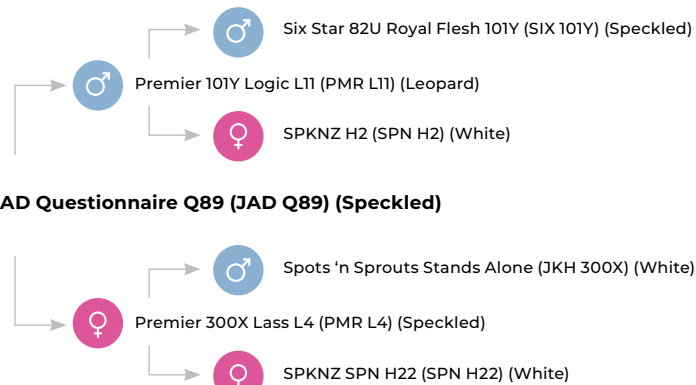 Six Star 82U Royal Flesh 101Y (SIX 101Y) (Speckled)
Premier 101Y Logic L11 (PMR L11) (Leopard)
SPKNZ H2 (SPN H2) (White)
AD Questionnaire Q89 (JAD Q89) (Speckled)
Spots ‘n Sprouts Stands Alone (JKH 300X) (White)
Premier 300X Lass L4 (PMR L4) (Speckled)
SPKNZ SPN H22 (SPN H22) (White)